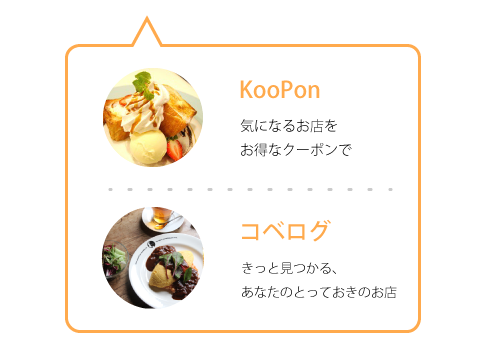 KooPon
気になるお店を
お得なクーポンで
コベログ
きっと見つかる、
あなたのとっておきのお店